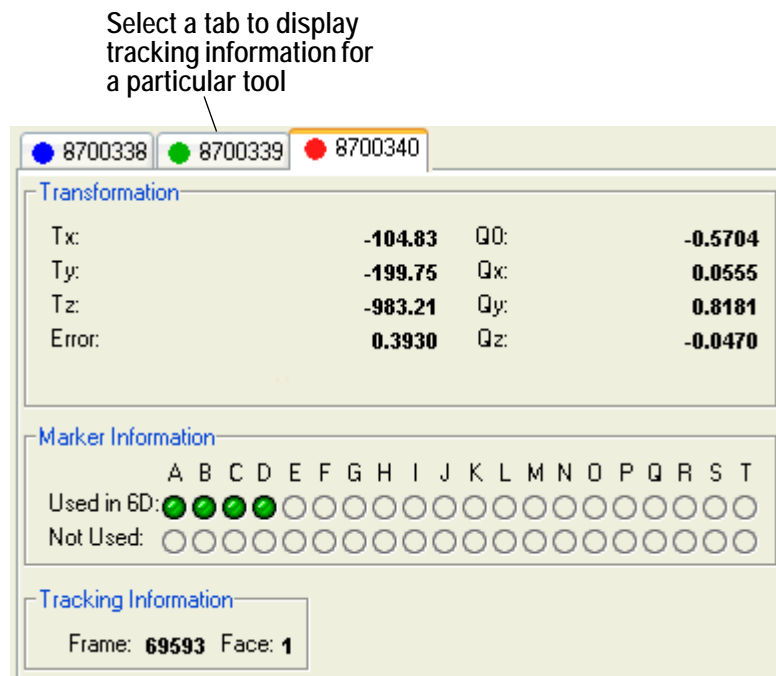 Select a tab to display
tracking information for
a particular tool
8700338 8700339 8700340
Transformation
Tx: -104.83 Q0: -0.5704
Ty: -199.75 Qx: 0.0555
Tz: -983.21 Qy: 0.8181
Error: 0.3930 Qz: -0.0470
Marker Information
A B C D E F G H I J K L M N O P Q R S T
Used in 6D:
Not Used:
Tracking Information
Frame: 69593 Face: 1